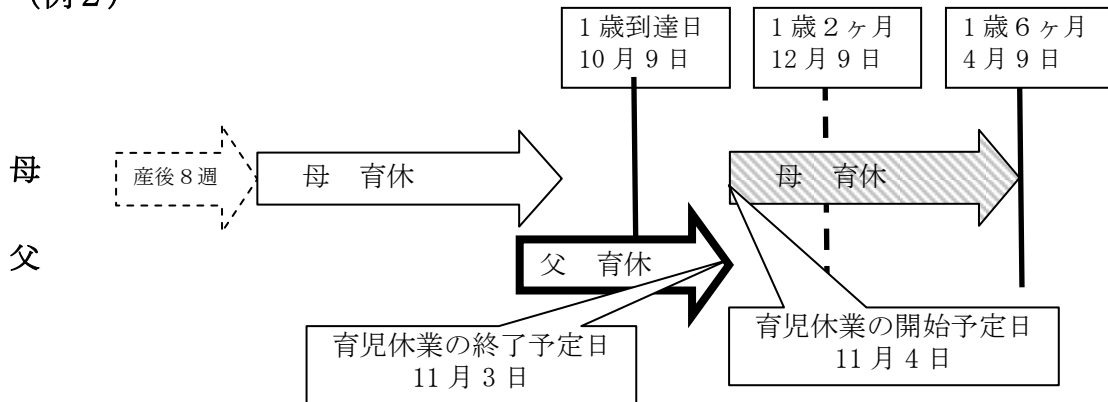 （例２）
１歳到達日
10月９日
１歳２ヶ月
12月９日
１歳６ヶ月
４月９日
母
産後８週
母　育休
母　育休
父
父　育休
育児休業の終了予定日
11月３日
育児休業の開始予定日
11月４日